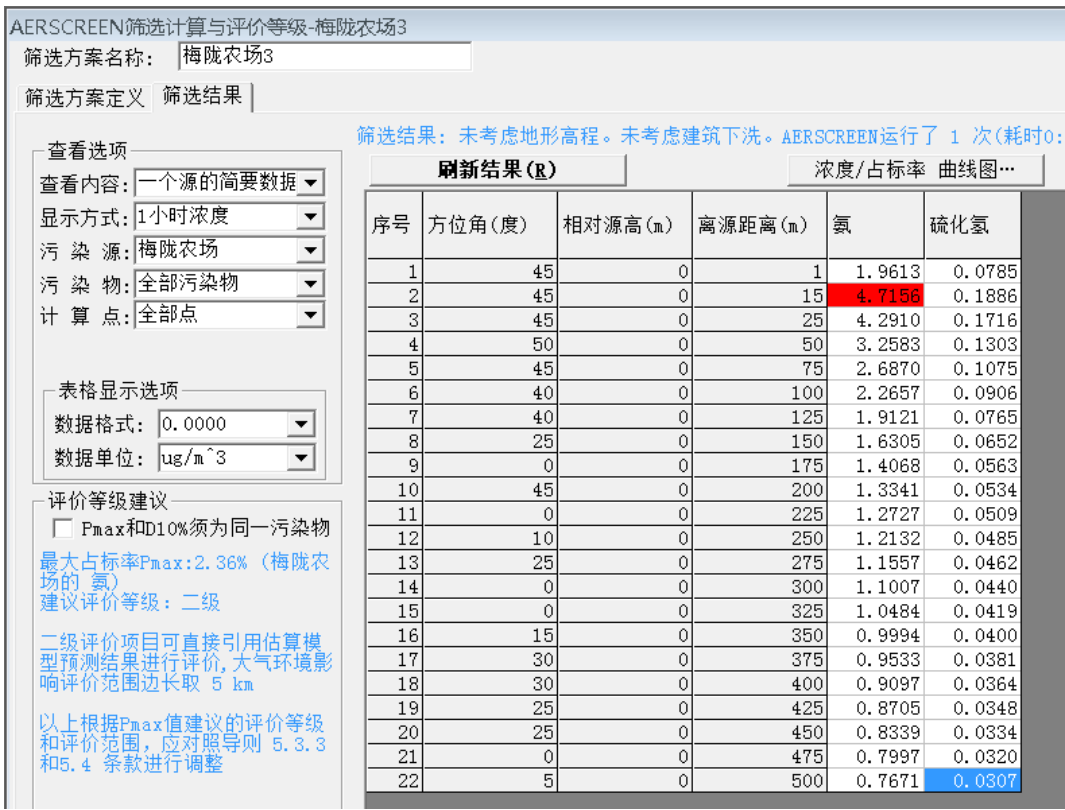 AERSCREEN筛选计算与评价等级-梅陇农场3
筛选方案名称: 梅陇农场3
筛选方案定义 筛选结果
查看选项
查看内容: 一个源的简要数据
显示方式: 1小时浓度
污 染 源: 梅陇农场
污 染 物: 全部污染物
计 算 点: 全部点
表格显示选项
数据格式: 0.0000
数据单位: ug/m^3
评价等级建议
Pmax和D10%须为同一污染物
最大占标率Pmax:2.36% (梅陇农
场的 氨)
建议评价等级: 二级
二级评价项目可直接引用估算模
型预测结果进行评价,大气环境影
响评价范围边长取 5 km
以上根据Pmax值建议的评价等级
和评价范围，应对照导则 5.3.3
和5.4 条款进行调整
筛选结果: 未考虑地形高程。未考虑建筑下洗。AERSCREEN运行了 1 次(耗时0:
刷新结果(R) 浓度/占标率 曲线图…
序号 方位角(度) 相对源高(m) 离源距离(m) 氨 硫化氢
1 45 0 1 1.9613 0.0785
2 45 0 15 4.7156 0.1886
3 45 0 25 4.2910 0.1716
4 50 0 50 3.2583 0.1303
5 45 0 75 2.6870 0.1075
6 40 0 100 2.2657 0.0906
7 40 0 125 1.9121 0.0765
8 25 0 150 1.6305 0.0652
9 0 0 175 1.4068 0.0563
10 45 0 200 1.3341 0.0534
11 0 0 225 1.2727 0.0509
12 10 0 250 1.2132 0.0485
13 25 0 275 1.1557 0.0462
14 0 0 300 1.1007 0.0440
15 0 0 325 1.0484 0.0419
16 15 0 350 0.9994 0.0400
17 30 0 375 0.9533 0.0381
18 30 0 400 0.9097 0.0364
19 25 0 425 0.8705 0.0348
20 25 0 450 0.8339 0.0334
21 0 0 475 0.7997 0.0320
22 5 0 500 0.7671 0.0307